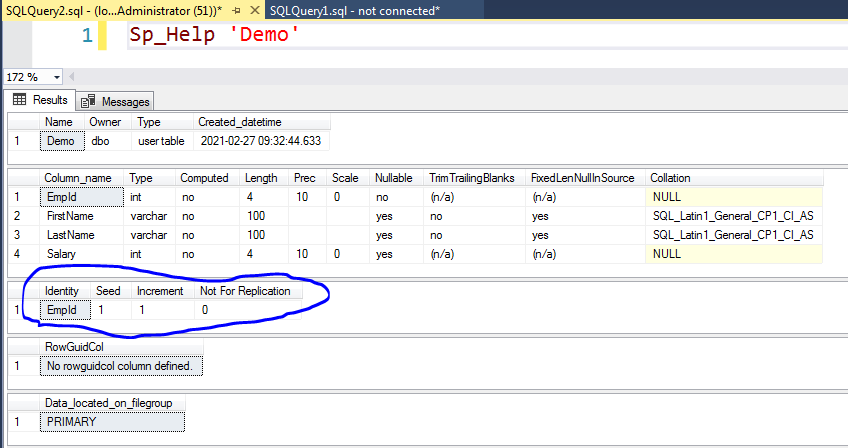 SQLQuery2.sql - (lo...Administrator (51))* SQLQuery1.sql - not connected*
1 Sp_Help 'Demo'
172 %
Results Messages
Name Owner Type Created_datetime
1 Demo dbo user table 2021-02-27 09:32:44.633
Column_name Type Computed Length Prec Scale Nullable TrimTrailingBlanks FixedLenNullInSource Collation
1 EmpId int no 4 10 0 no (n/a) (n/a) NULL
2 FirstName varchar no 100 yes no yes SQL_Latin1_General_CP1_CI_AS
3 LastName varchar no 100 yes no yes SQL_Latin1_General_CP1_CI_AS
4 Salary int no 4 10 0 yes (n/a) (n/a) NULL
Identity Seed Increment Not For Replication
1 EmpId 1 1 0
RowGuidCol
1 No rowguidcol column defined.
Data_located_on_filegroup
1 PRIMARY